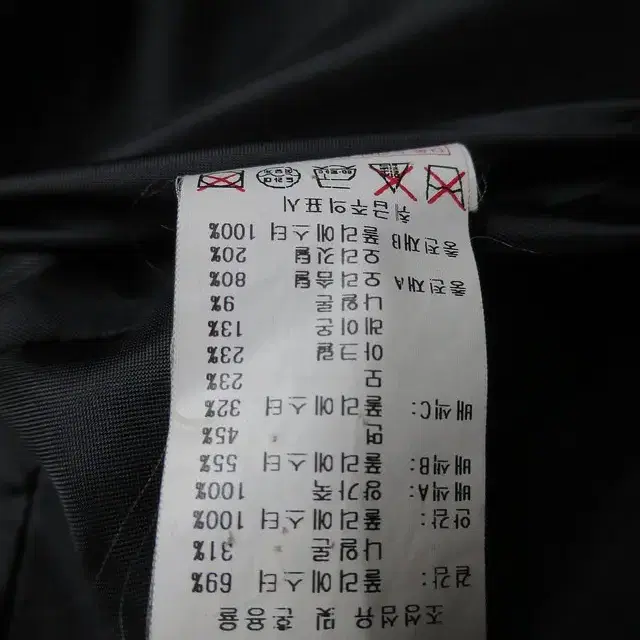 조성섬유 및 혼용율
겉감: 폴리에스터 69%
나일론 31%
안감: 폴리에스터 100%
배색A: 양가죽 100%
배색B: 폴리에스터 55%
면 45%
배색C: 폴리에스터 32%
모 23%
아크릴 23%
레이온 13%
나일론 9%
충전재A 오리솜털 80%
오리깃털 20%
충전재B 폴리에스터 100%
취급주의표시